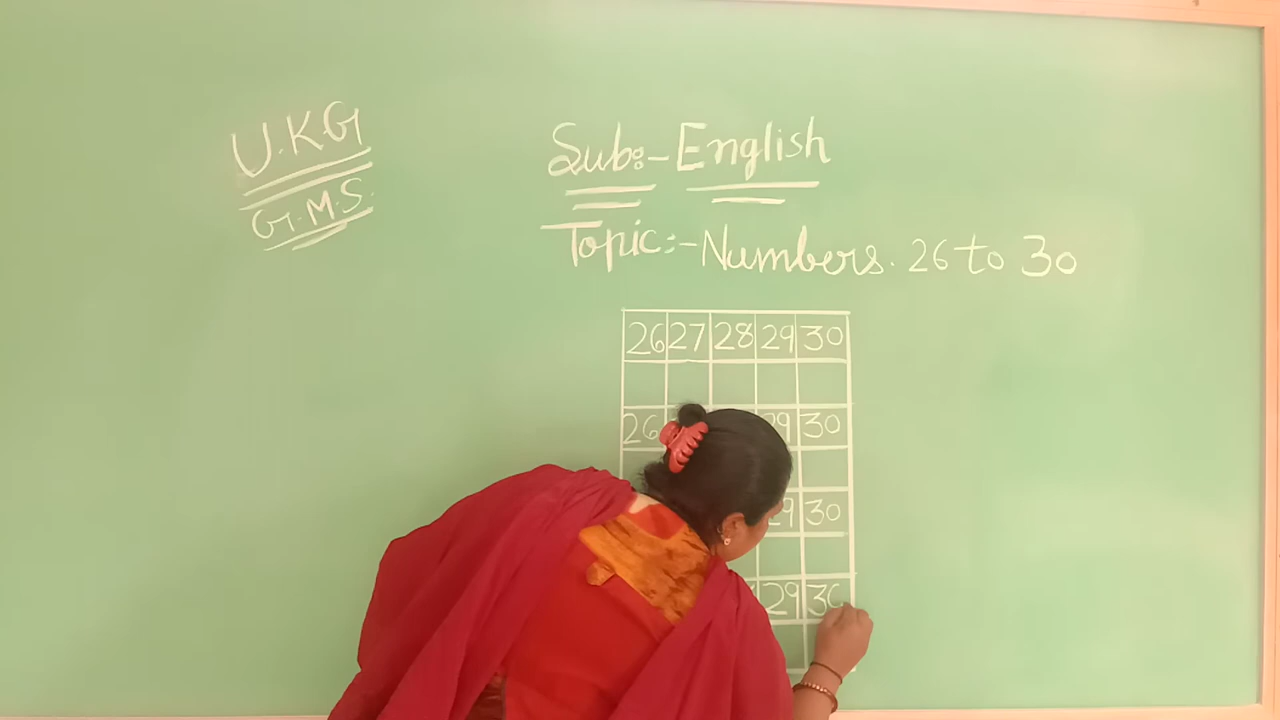 U.K.G
G.M.S.
Sub:- English
Topic:- Numbers. 26 to 30
26 27 28 29 30
26 29 30
29 30
29 30